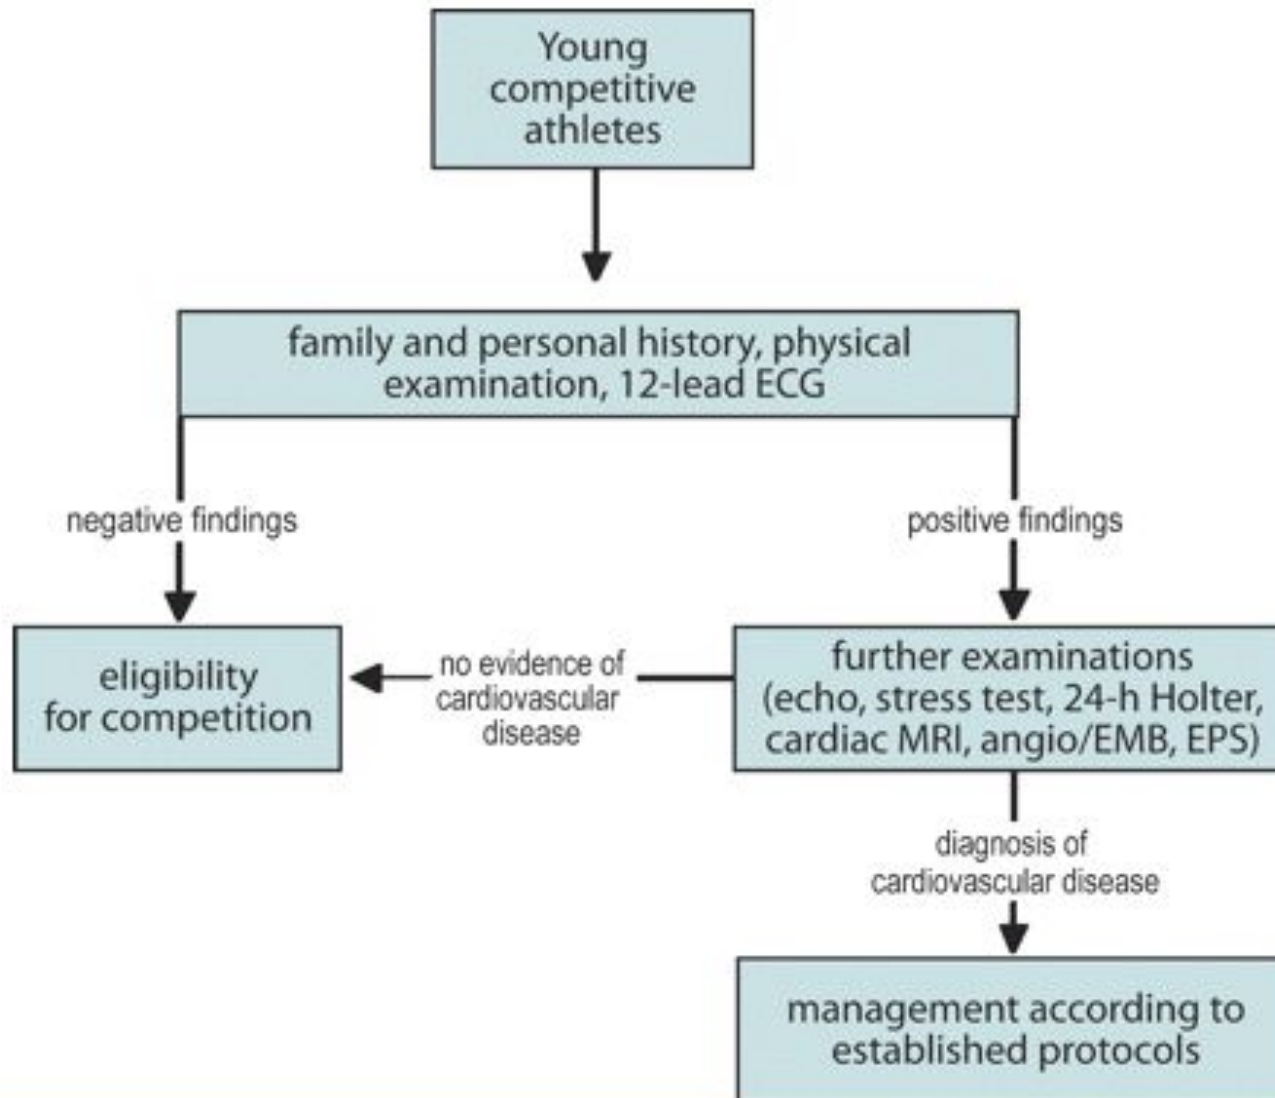 Young
competitive
athletes
family and personal history, physical
examination, 12-lead ECG
negative findings
positive findings
eligibility
for competition
no evidence of
cardiovascular
disease
further examinations
(echo, stress test, 24-h Holter,
cardiac MRI, angio/EMB, EPS)
diagnosis of
cardiovascular disease
management according to
established protocols